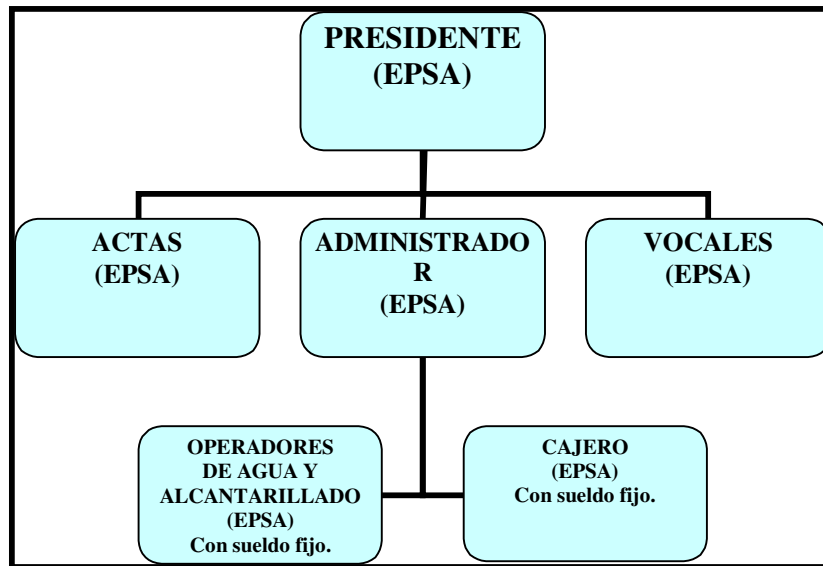 PRESIDENTE
(EPSA)
ACTAS
(EPSA)
ADMINISTRADO
R
(EPSA)
VOCALES
(EPSA)
OPERADORES
DE AGUA Y
ALCANTARILLADO
(EPSA)
Con sueldo fijo.
CAJERO
(EPSA)
Con sueldo fijo.